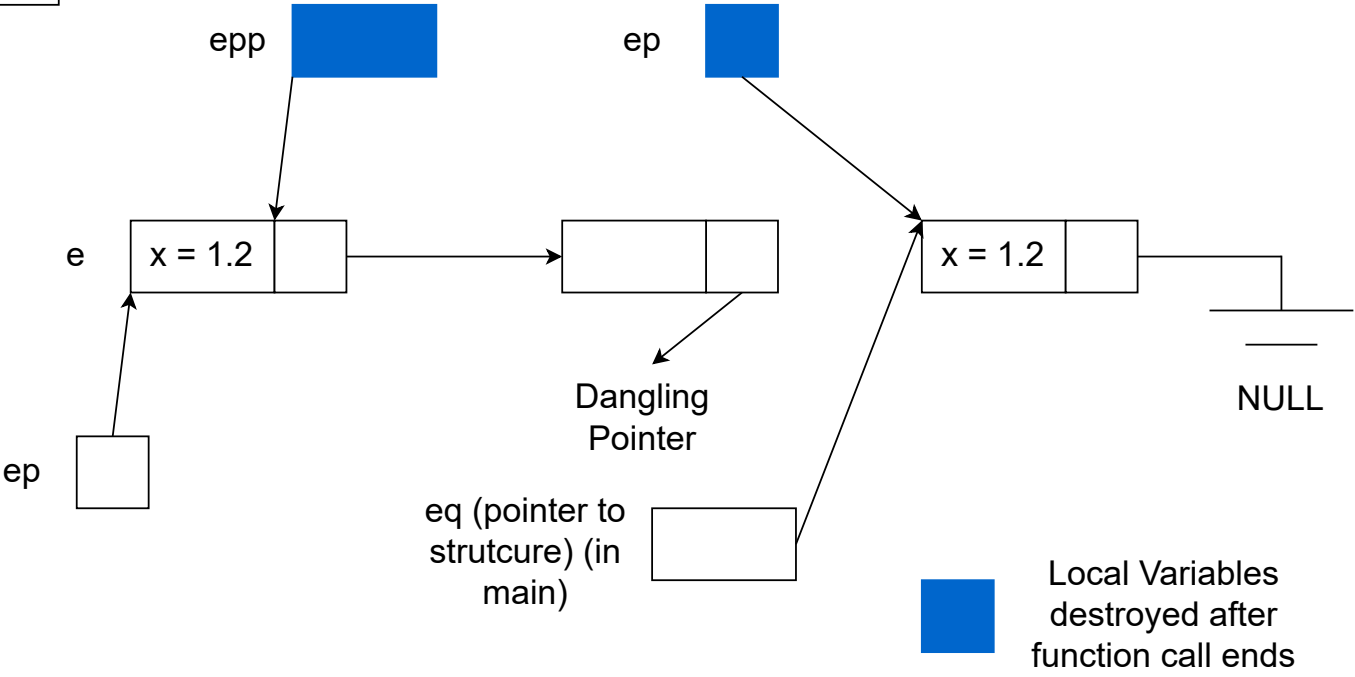 epp
ep
e
x = 1.2
x = 1.2
Dangling
Pointer
NULL
ep
eq (pointer to
strutcure) (in
main)
Local Variables
destroyed after
function call ends